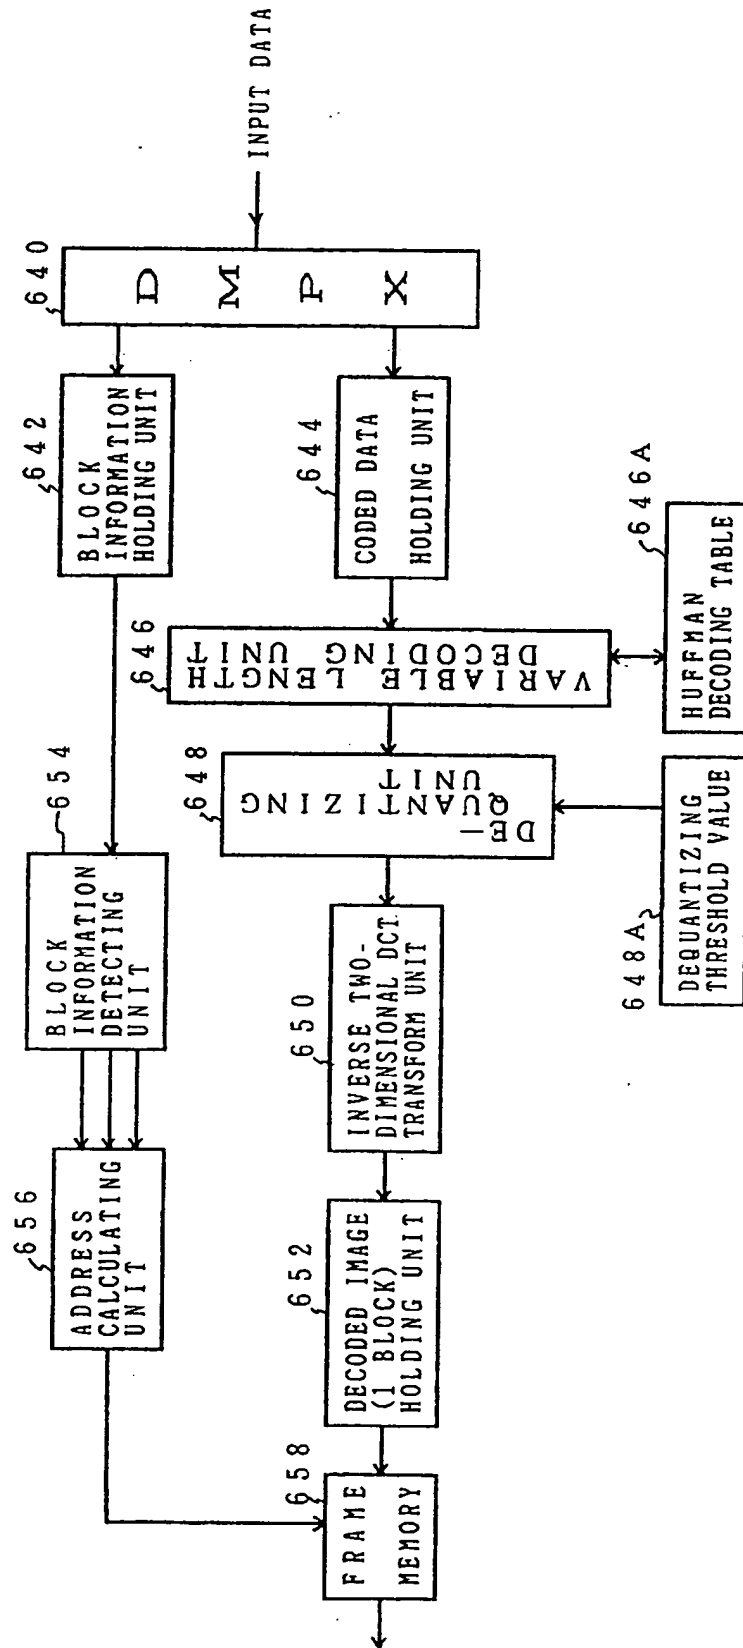 INPUT DATA
640
DMPX
642
BLOCK
INFORMATION
HOLDING UNIT
644
CODED DATA
HOLDING UNIT
646
VARIABLE LENGTH
DECODING UNIT
646A
HUFFMAN
DECODING TABLE
648
DE-
QUANTIZING
UNIT
648A
DEQUANTIZING
THRESHOLD VALUE
654
BLOCK
INFORMATION
DETECTING
UNIT
650
INVERSE TWO-
DIMENSIONAL DCT
TRANSFORM UNIT
656
ADDRESS
CALCULATING
UNIT
652
DECODED IMAGE
(1 BLOCK)
HOLDING UNIT
658
FRAME
MEMORY